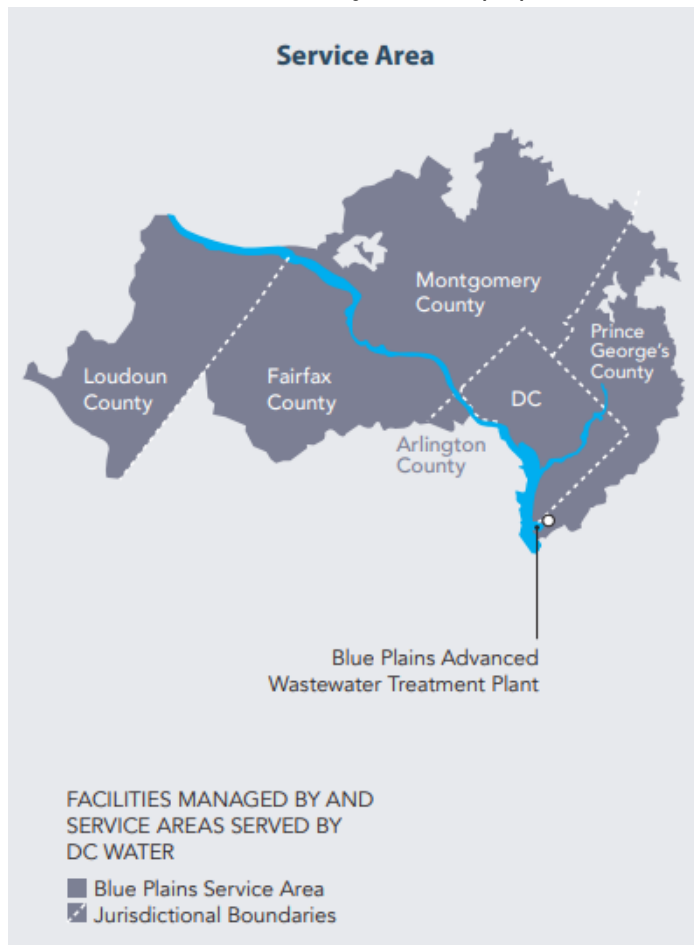 Service Area
Montgomery
County
Prince
George's
County
Loudoun
County
Fairfax
County
DC
Arlington
County
Blue Plains Advanced
Wastewater Treatment Plant
FACILITIES MANAGED BY AND
SERVICE AREAS SERVED BY
DC WATER
Blue Plains Service Area
Jurisdictional Boundaries